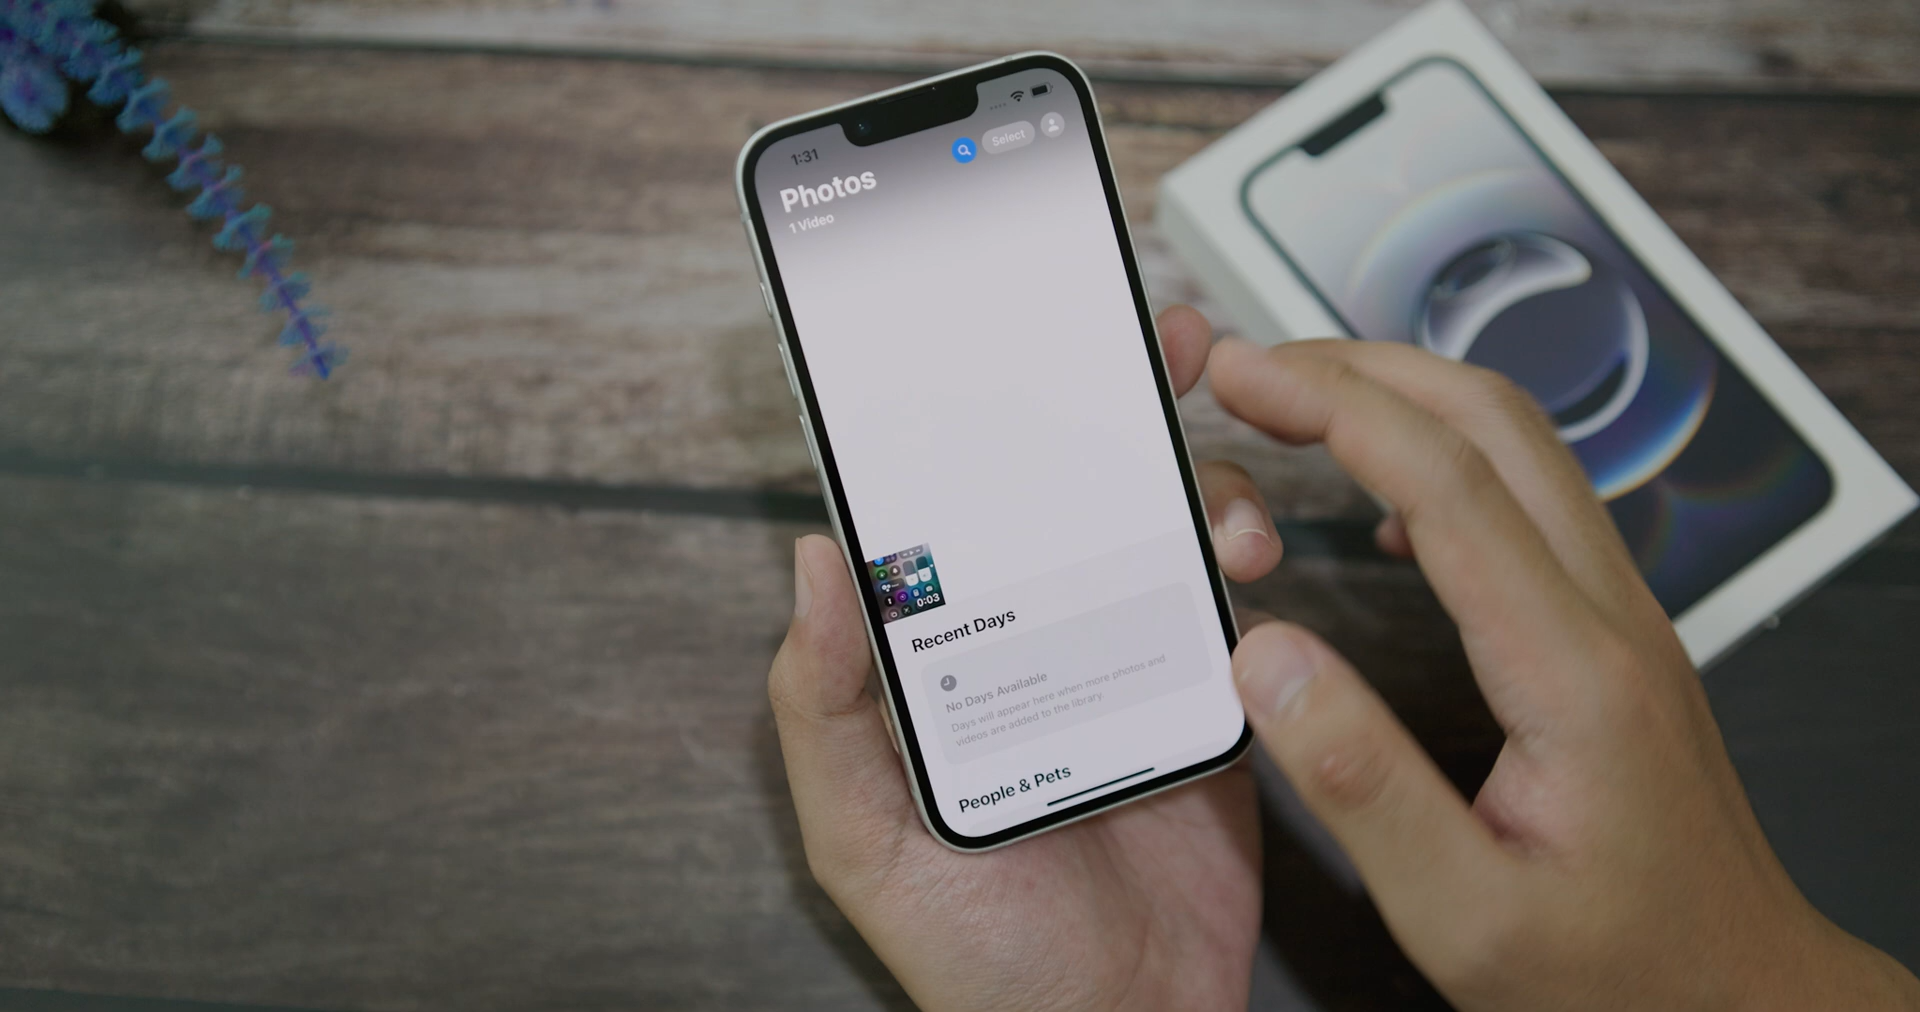 1:31
Select
Photos
1 Video
0:03
Recent Days
No Days Available
Days will appear here when more photos and
videos are added to the library.
People & Pets